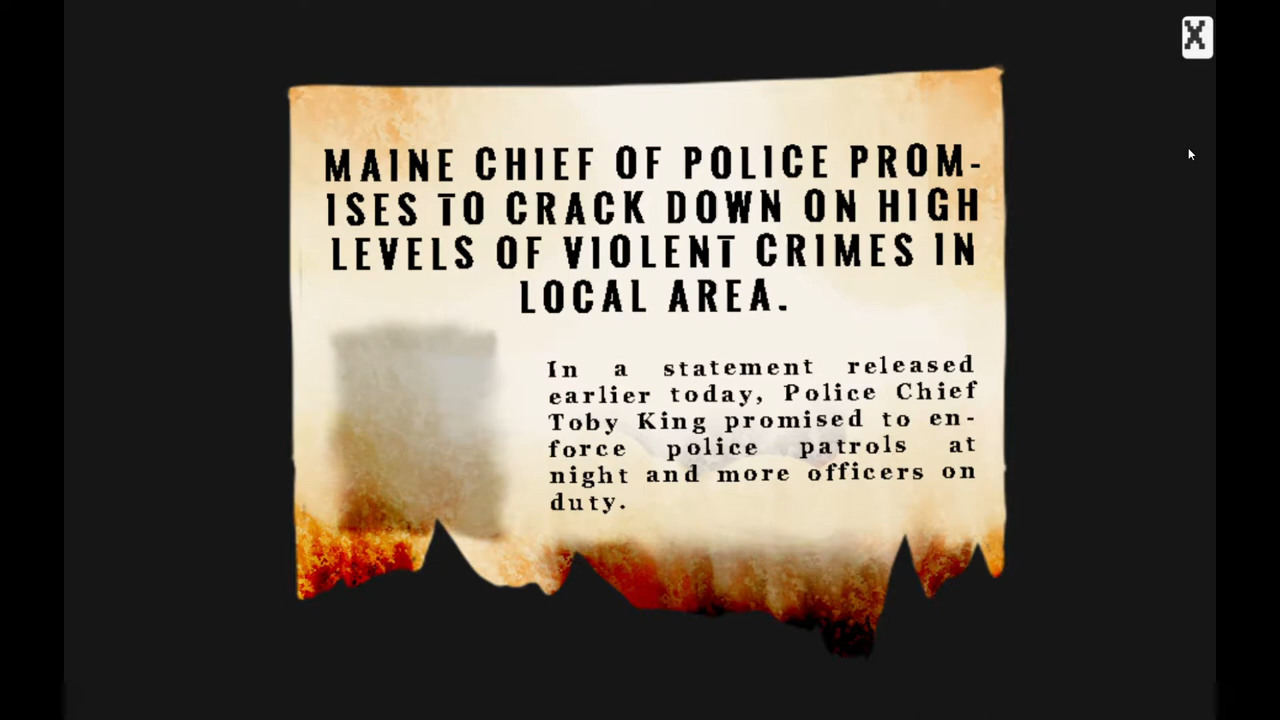 X
MAINE CHIEF OF POLICE PROM-
ISES TO CRACK DOWN ON HIGH
LEVELS OF VIOLENT CRIMES IN
LOCAL AREA.
In a statement released
earlier today, Police Chief
Toby King promised to en-
force police patrols at
night and more officers on
duty.